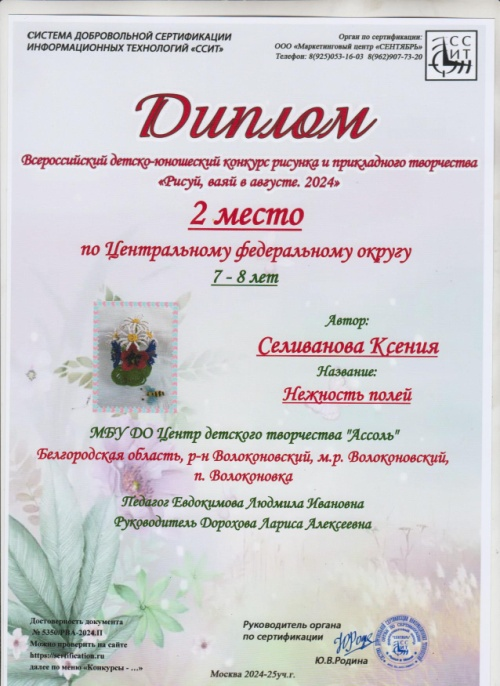 СИСТЕМА ДОБРОВОЛЬНОЙ СЕРТИФИКАЦИИ
ИНФОРМАЦИОННЫХ ТЕХНОЛОГИЙ «ССИТ»
Орган по сертификации:
ООО «Маркетинговый центр «СЕНТЯБРЬ»
Телефон: 8(925)053-16-03 8(962)907-73-20
СС
ИТ
Диплом
Всероссийский детско-юношеский конкурс рисунка и прикладного творчества
«Рисуй, ваяй в августе. 2024»
2 место
по Центральному федеральному округу
7 - 8 лет
Автор:
Селиванова Ксения
Название:
Нежность полей
МБУ ДО Центр детского творчества "Ассоль"
Белгородская область, р-н Волоконовский, м.р. Волоконовский,
п. Волоконовка
Педагог Евдокимова Людмила Ивановна
Руководитель Дорохова Лариса Алексеевна
Достоверность документа
№ 5350/РВА-2024.П
Можно проверить на сайте
https://sertification.ru
далее по меню «Конкурсы - …»
Руководитель органа
по сертификации
Ю.В.Родина
Москва 2024-25уч.г.